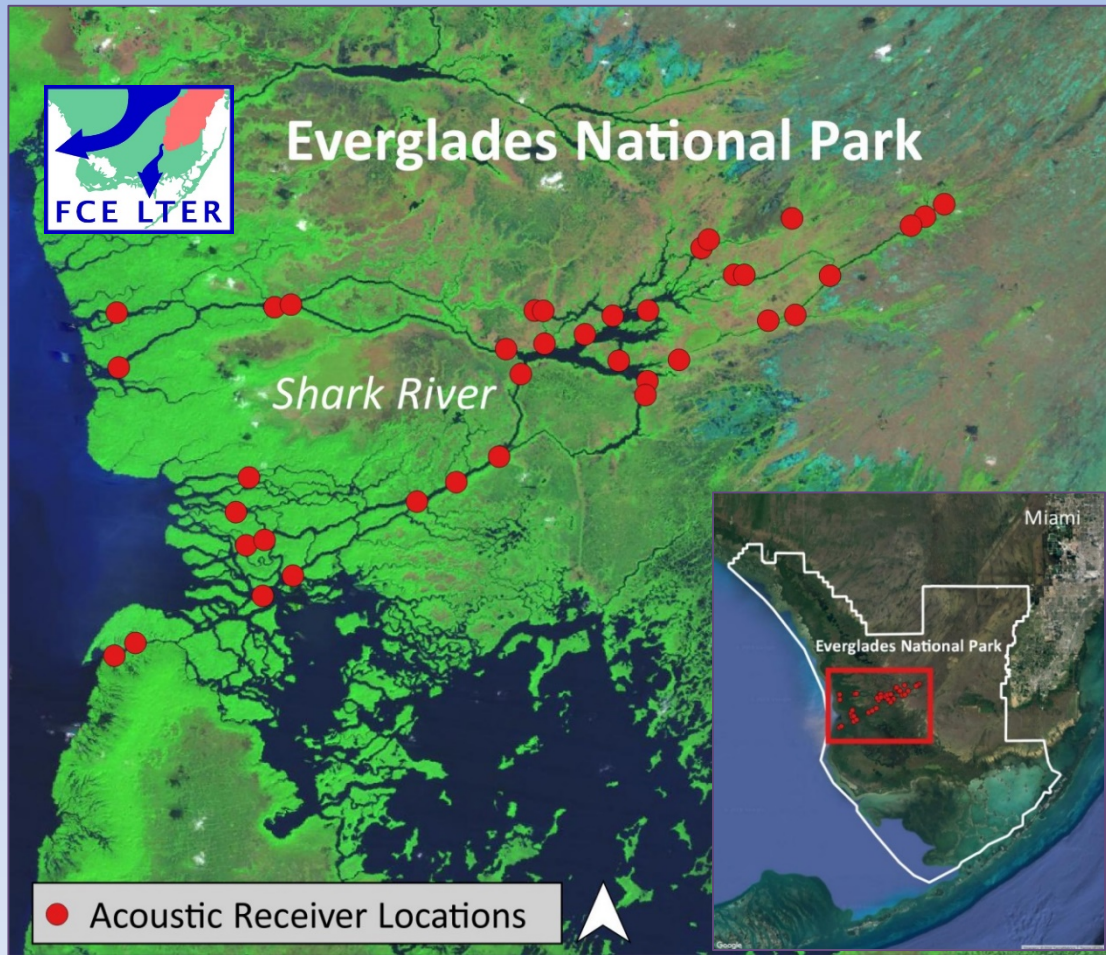 Everglades National Park
FCE LTER
Shark River
Miami
Everglades National Park
Acoustic Receiver Locations
Google